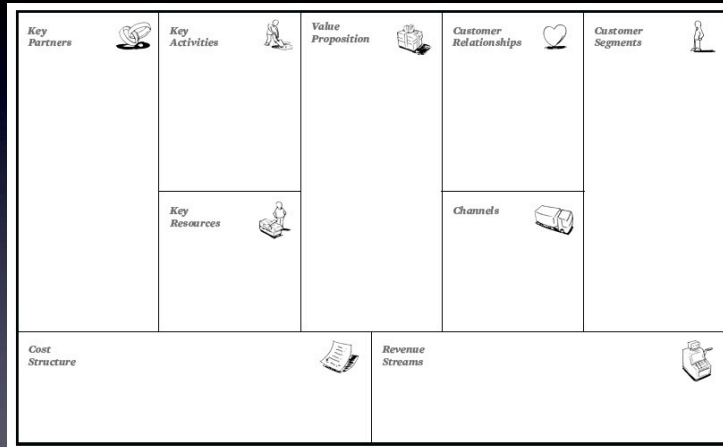 Key
Partners
Key
Activities
Value
Proposition
Customer
Relationships
Customer
Segments
Key
Resources
Channels
Cost
Structure
Revenue
Streams